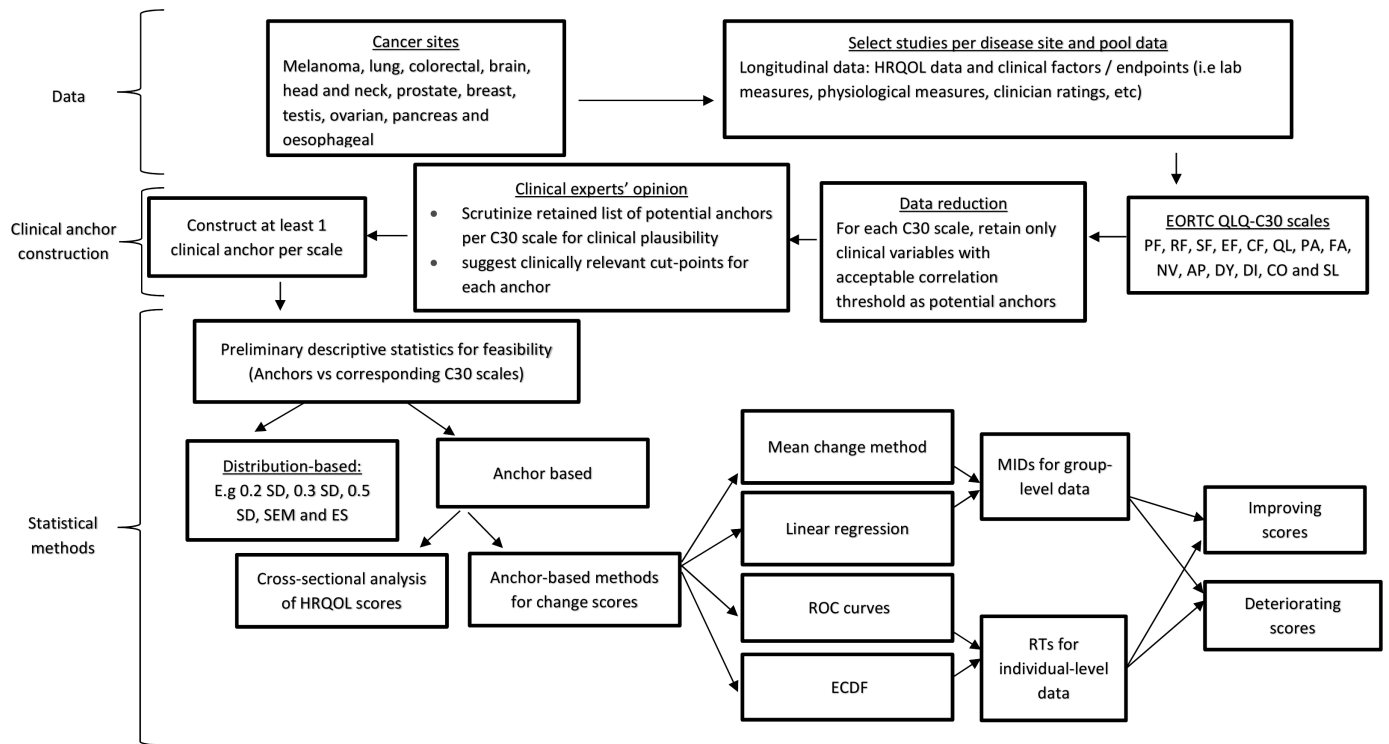 Data
Cancer sites
Melanoma, lung, colorectal, brain,
head and neck, prostate, breast,
testis, ovarian, pancreas and
oesophageal
Select studies per disease site and pool data
Longitudinal data: HRQOL data and clinical factors / endpoints (i.e lab
measures, physiological measures, clinician ratings, etc)
Clinical anchor
construction
EORTC QLQ-C30 scales
PF, RF, SF, EF, CF, QL, PA, FA,
NV, AP, DY, DI, CO and SL
Data reduction
For each C30 scale, retain only
clinical variables with
acceptable correlation
threshold as potential anchors
Clinical experts’ opinion
• Scrutinize retained list of potential anchors
per C30 scale for clinical plausibility
• suggest clinically relevant cut-points for
each anchor
Construct at least 1
clinical anchor per scale
Statistical
methods
Preliminary descriptive statistics for feasibility
(Anchors vs corresponding C30 scales)
Distribution-based:
E.g 0.2 SD, 0.3 SD, 0.5
SD, SEM and ES
Anchor based
Cross-sectional analysis
of HRQOL scores
Anchor-based methods
for change scores
Mean change method
Linear regression
ROC curves
ECDF
MIDs for group-
level data
RTs for
individual-level
data
Improving
scores
Deteriorating
scores